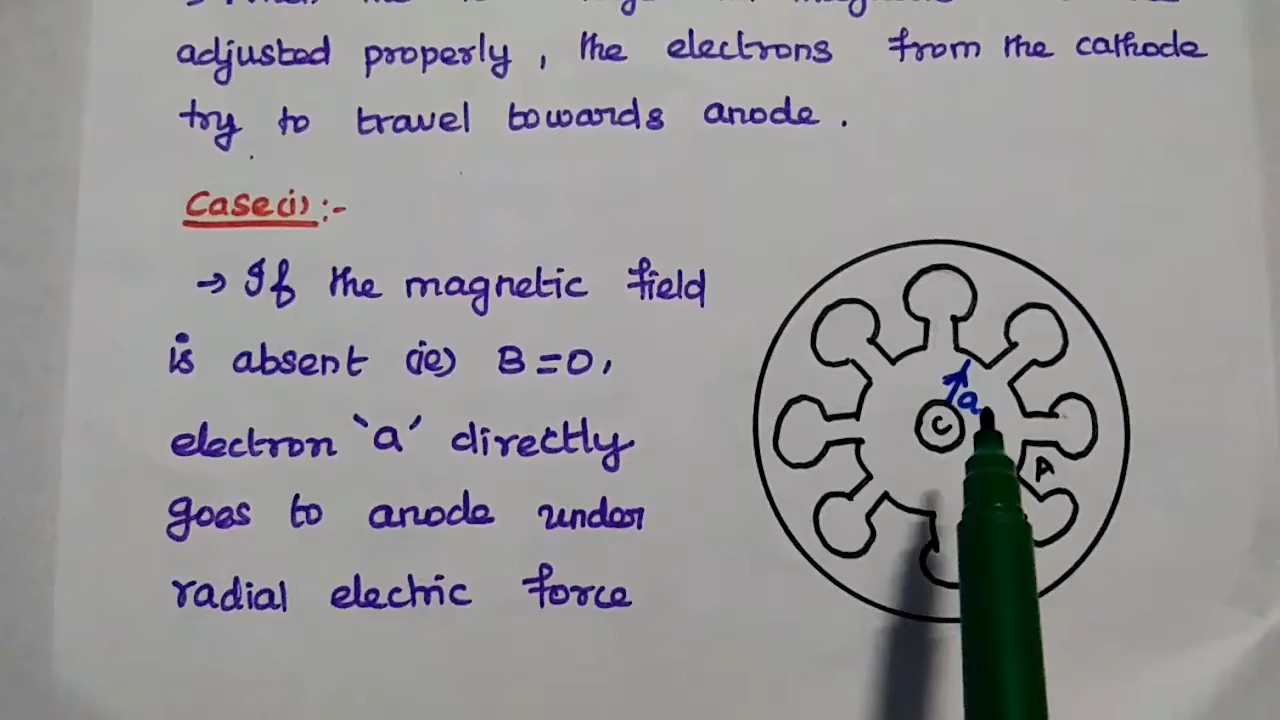 adjusted properly, the electrons from the cathode
try to travel towards anode.
Case(i):-
→ If the magnetic field
is absent (ie) B=0,
electron 'a' directly
goes to anode under
radial electric force
a
C
A